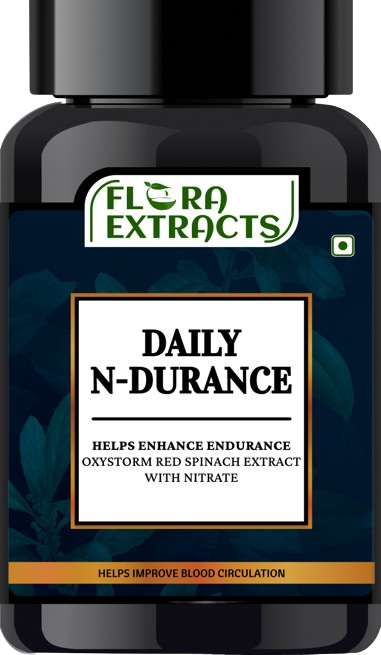 FLORA
EXTRACTS
DAILY
N-DURANCE
HELPS ENHANCE ENDURANCE
OXYSTORM RED SPINACH EXTRACT
WITH NITRATE
HELPS IMPROVE BLOOD CIRCULATION